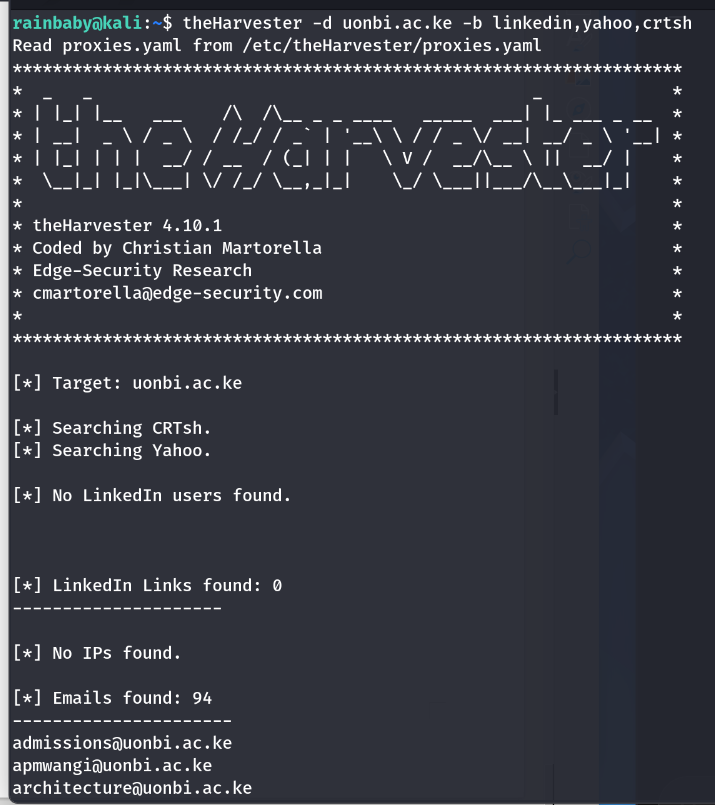 rainbaby@kali:~$ theHarvester -d uonbi.ac.ke -b linkedin,yahoo,crtsh
Read proxies.yaml from /etc/theHarvester/proxies.yaml
*******************************************************************
*  _   _                                            _             *
* | |_| |__   ___    /\  /\__ _ _ ____   _____  ___| |_ ___ _ __  *
* | __|  _ \ / _ \  / /_/ / _` | '__\ \ / / _ \/ __| __/ _ \ '__| *
* | |_| | | |  __/ / __  / (_| | |   \ V /  __/\__ \ ||  __/ |    *
*  \__|_| |_|\___| \/ /_/ \__,_|_|    \_/ \___||___/\__\___|_|    *
*                                                                 *
* theHarvester 4.10.1                                             *
* Coded by Christian Martorella                                   *
* Edge-Security Research                                          *
* cmartorella@edge-security.com                                   *
*                                                                 *
*******************************************************************
[*] Target: uonbi.ac.ke
[*] Searching CRTsh.
[*] Searching Yahoo.
[*] No LinkedIn users found.
[*] LinkedIn Links found: 0
---------------------
[*] No IPs found.
[*] Emails found: 94
----------------------
admissions@uonbi.ac.ke
apmwangi@uonbi.ac.ke
architecture@uonbi.ac.ke